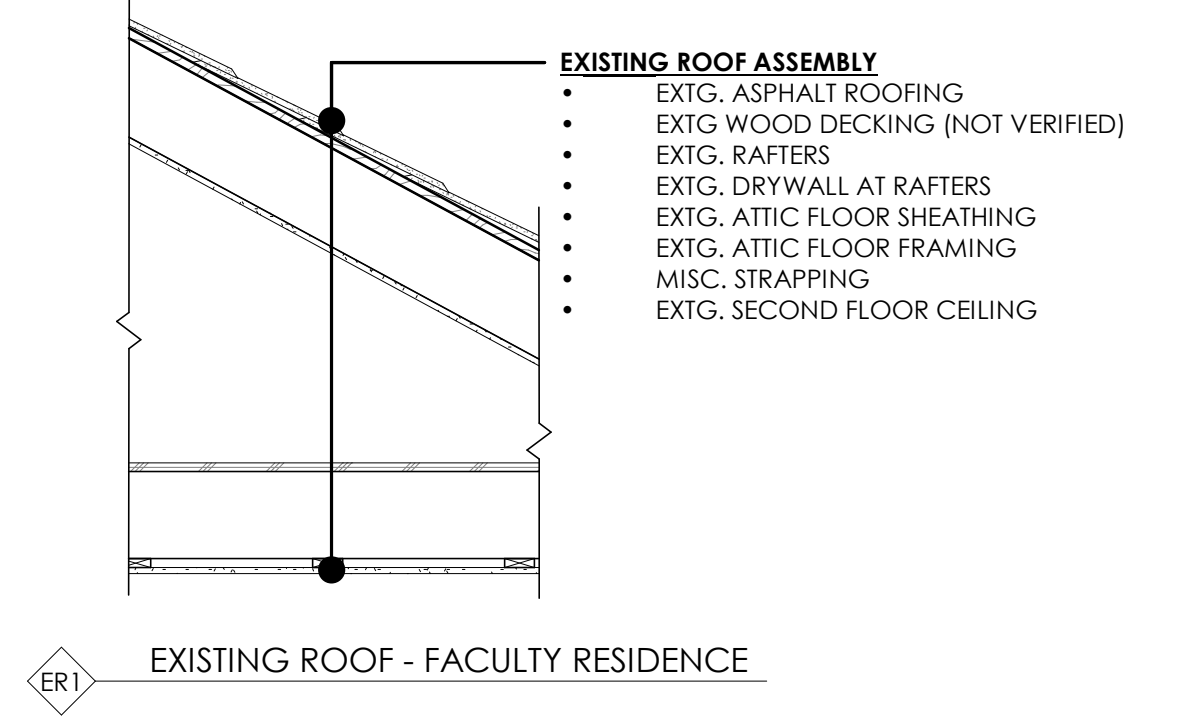 EXISTING ROOF ASSEMBLY
• EXTG. ASPHALT ROOFING
• EXTG WOOD DECKING (NOT VERIFIED)
• EXTG. RAFTERS
• EXTG. DRYWALL AT RAFTERS
• EXTG. ATTIC FLOOR SHEATHING
• EXTG. ATTIC FLOOR FRAMING
• MISC. STRAPPING
• EXTG. SECOND FLOOR CEILING
EXISTING ROOF - FACULTY RESIDENCE
ER1